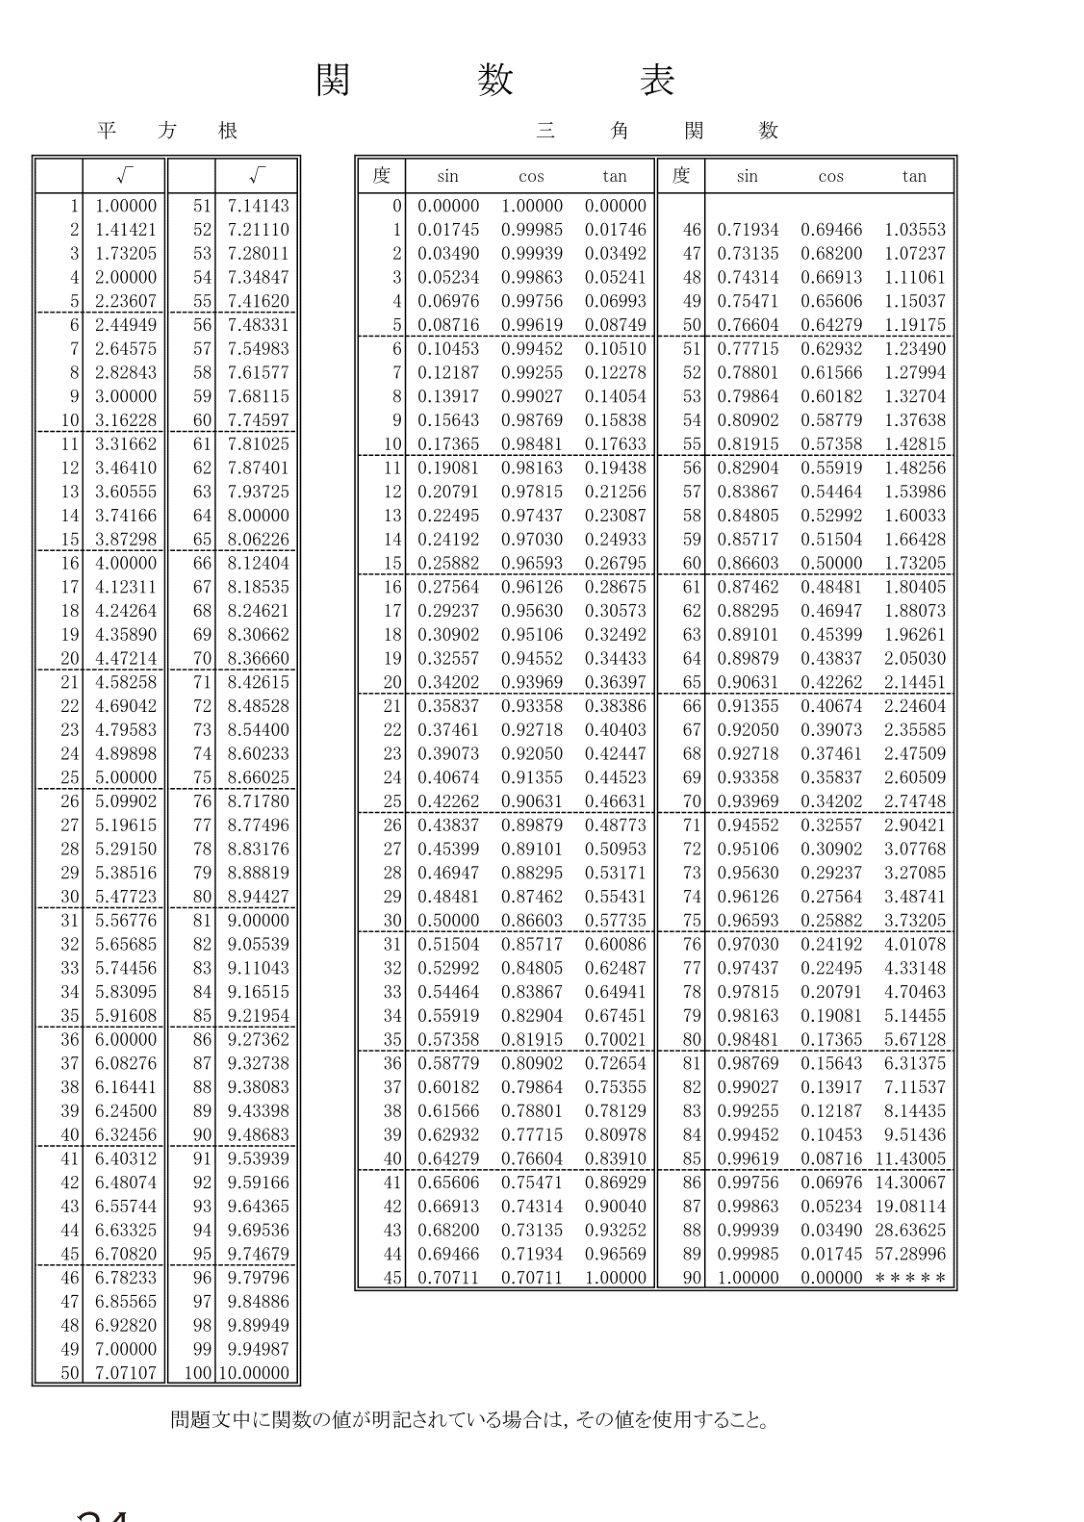 関 数 表
平 方 根
√ √
1 1.00000 51 7.14143
2 1.41421 52 7.21110
3 1.73205 53 7.28011
4 2.00000 54 7.34847
5 2.23607 55 7.41620
6 2.44949 56 7.48331
7 2.64575 57 7.54983
8 2.82843 58 7.61577
9 3.00000 59 7.68115
10 3.16228 60 7.74597
11 3.31662 61 7.81025
12 3.46410 62 7.87401
13 3.60555 63 7.93725
14 3.74166 64 8.00000
15 3.87298 65 8.06226
16 4.00000 66 8.12404
17 4.12311 67 8.18535
18 4.24264 68 8.24621
19 4.35890 69 8.30662
20 4.47214 70 8.36660
21 4.58258 71 8.42615
22 4.69042 72 8.48528
23 4.79583 73 8.54400
24 4.89898 74 8.60233
25 5.00000 75 8.66025
26 5.09902 76 8.71780
27 5.19615 77 8.77496
28 5.29150 78 8.83176
29 5.38516 79 8.88819
30 5.47723 80 8.94427
31 5.56776 81 9.00000
32 5.65685 82 9.05539
33 5.74456 83 9.11043
34 5.83095 84 9.16515
35 5.91608 85 9.21954
36 6.00000 86 9.27362
37 6.08276 87 9.32738
38 6.16441 88 9.38083
39 6.24500 89 9.43398
40 6.32456 90 9.48683
41 6.40312 91 9.53939
42 6.48074 92 9.59166
43 6.55744 93 9.64365
44 6.63325 94 9.69536
45 6.70820 95 9.74679
46 6.78233 96 9.79796
47 6.85565 97 9.84886
48 6.92820 98 9.89949
49 7.00000 99 9.94987
50 7.07107 100 10.00000
三 角 関 数
度 sin cos tan 度 sin cos tan
0 0.00000 1.00000 0.00000
1 0.01745 0.99985 0.01746 46 0.71934 0.69466 1.03553
2 0.03490 0.99939 0.03492 47 0.73135 0.68200 1.07237
3 0.05234 0.99863 0.05241 48 0.74314 0.66913 1.11061
4 0.06976 0.99756 0.06993 49 0.75471 0.65606 1.15037
5 0.08716 0.99619 0.08749 50 0.76604 0.64279 1.19175
6 0.10453 0.99452 0.10510 51 0.77715 0.62932 1.23490
7 0.12187 0.99255 0.12278 52 0.78801 0.61566 1.27994
8 0.13917 0.99027 0.14054 53 0.79864 0.60182 1.32704
9 0.15643 0.98769 0.15838 54 0.80902 0.58779 1.37638
10 0.17365 0.98481 0.17633 55 0.81915 0.57358 1.42815
11 0.19081 0.98163 0.19438 56 0.82904 0.55919 1.48256
12 0.20791 0.97815 0.21256 57 0.83867 0.54464 1.53986
13 0.22495 0.97437 0.23087 58 0.84805 0.52992 1.60033
14 0.24192 0.97030 0.24933 59 0.85717 0.51504 1.66428
15 0.25882 0.96593 0.26795 60 0.86603 0.50000 1.73205
16 0.27564 0.96126 0.28675 61 0.87462 0.48481 1.80405
17 0.29237 0.95630 0.30573 62 0.88295 0.46947 1.88073
18 0.30902 0.95106 0.32492 63 0.89101 0.45399 1.96261
19 0.32557 0.94552 0.34433 64 0.89879 0.43837 2.05030
20 0.34202 0.93969 0.36397 65 0.90631 0.42262 2.14451
21 0.35837 0.93358 0.38386 66 0.91355 0.40674 2.24604
22 0.37461 0.92718 0.40403 67 0.92050 0.39073 2.35585
23 0.39073 0.92050 0.42447 68 0.92718 0.37461 2.47509
24 0.40674 0.91355 0.44523 69 0.93358 0.35837 2.60509
25 0.42262 0.90631 0.46631 70 0.93969 0.34202 2.74748
26 0.43837 0.89879 0.48773 71 0.94552 0.32557 2.90421
27 0.45399 0.89101 0.50953 72 0.95106 0.30902 3.07768
28 0.46947 0.88295 0.53171 73 0.95630 0.29237 3.27085
29 0.48481 0.87462 0.55431 74 0.96126 0.27564 3.48741
30 0.50000 0.86603 0.57735 75 0.96593 0.25882 3.73205
31 0.51504 0.85717 0.60086 76 0.97030 0.24192 4.01078
32 0.52992 0.84805 0.62487 77 0.97437 0.22495 4.33148
33 0.54464 0.83867 0.64941 78 0.97815 0.20791 4.70463
34 0.55919 0.82904 0.67451 79 0.98163 0.19081 5.14455
35 0.57358 0.81915 0.70021 80 0.98481 0.17365 5.67128
36 0.58779 0.80902 0.72654 81 0.98769 0.15643 6.31375
37 0.60182 0.79864 0.75355 82 0.99027 0.13917 7.11537
38 0.61566 0.78801 0.78129 83 0.99255 0.12187 8.14435
39 0.62932 0.77715 0.80978 84 0.99452 0.10453 9.51436
40 0.64279 0.76604 0.83910 85 0.99619 0.08716 11.43005
41 0.65606 0.75471 0.86929 86 0.99756 0.06976 14.30067
42 0.66913 0.74314 0.90040 87 0.99863 0.05234 19.08114
43 0.68200 0.73135 0.93252 88 0.99939 0.03490 28.63625
44 0.69466 0.71934 0.96569 89 0.99985 0.01745 57.28996
45 0.70711 0.70711 1.00000 90 1.00000 0.00000 *****
問題文中に関数の値が明記されている場合は，その値を使用すること。